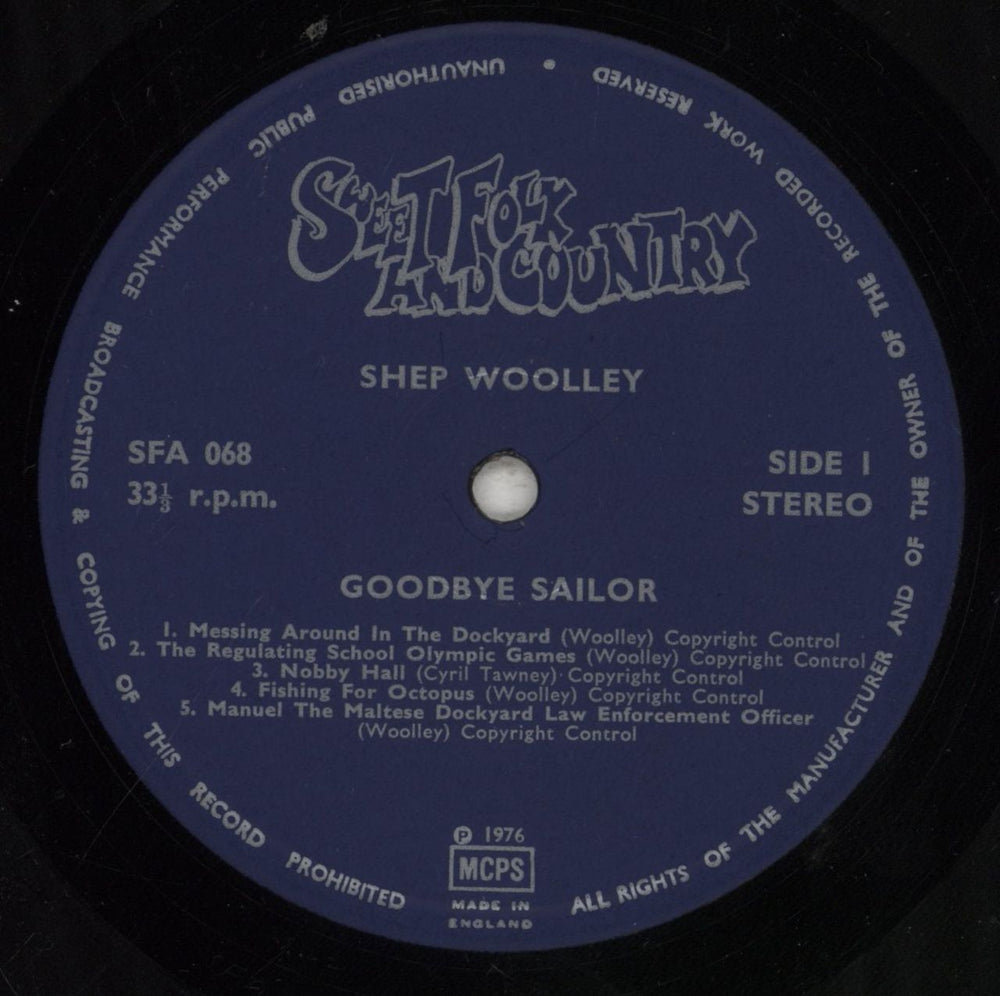 SWEET FOLK
AND COUNTRY
SHEP WOOLLEY
SFA 068
33⅓ r.p.m.
SIDE 1
STEREO
GOODBYE SAILOR
1. Messing Around In The Dockyard (Woolley) Copyright Control
2. The Regulating School Olympic Games (Woolley) Copyright Control
3. Nobby Hall (Cyril Tawney) Copyright Control
4. Fishing For Octopus (Woolley) Copyright Control
5. Manuel The Maltese Dockyard Law Enforcement Officer
(Woolley) Copyright Control
℗ 1976
MCPS
MADE IN
ENGLAND
ALL RIGHTS OF THE MANUFACTURER AND OF THE OWNER OF THE RECORDED WORK RESERVED • UNAUTHORISED PUBLIC PERFORMANCE BROADCASTING & COPYING OF THIS RECORD PROHIBITED